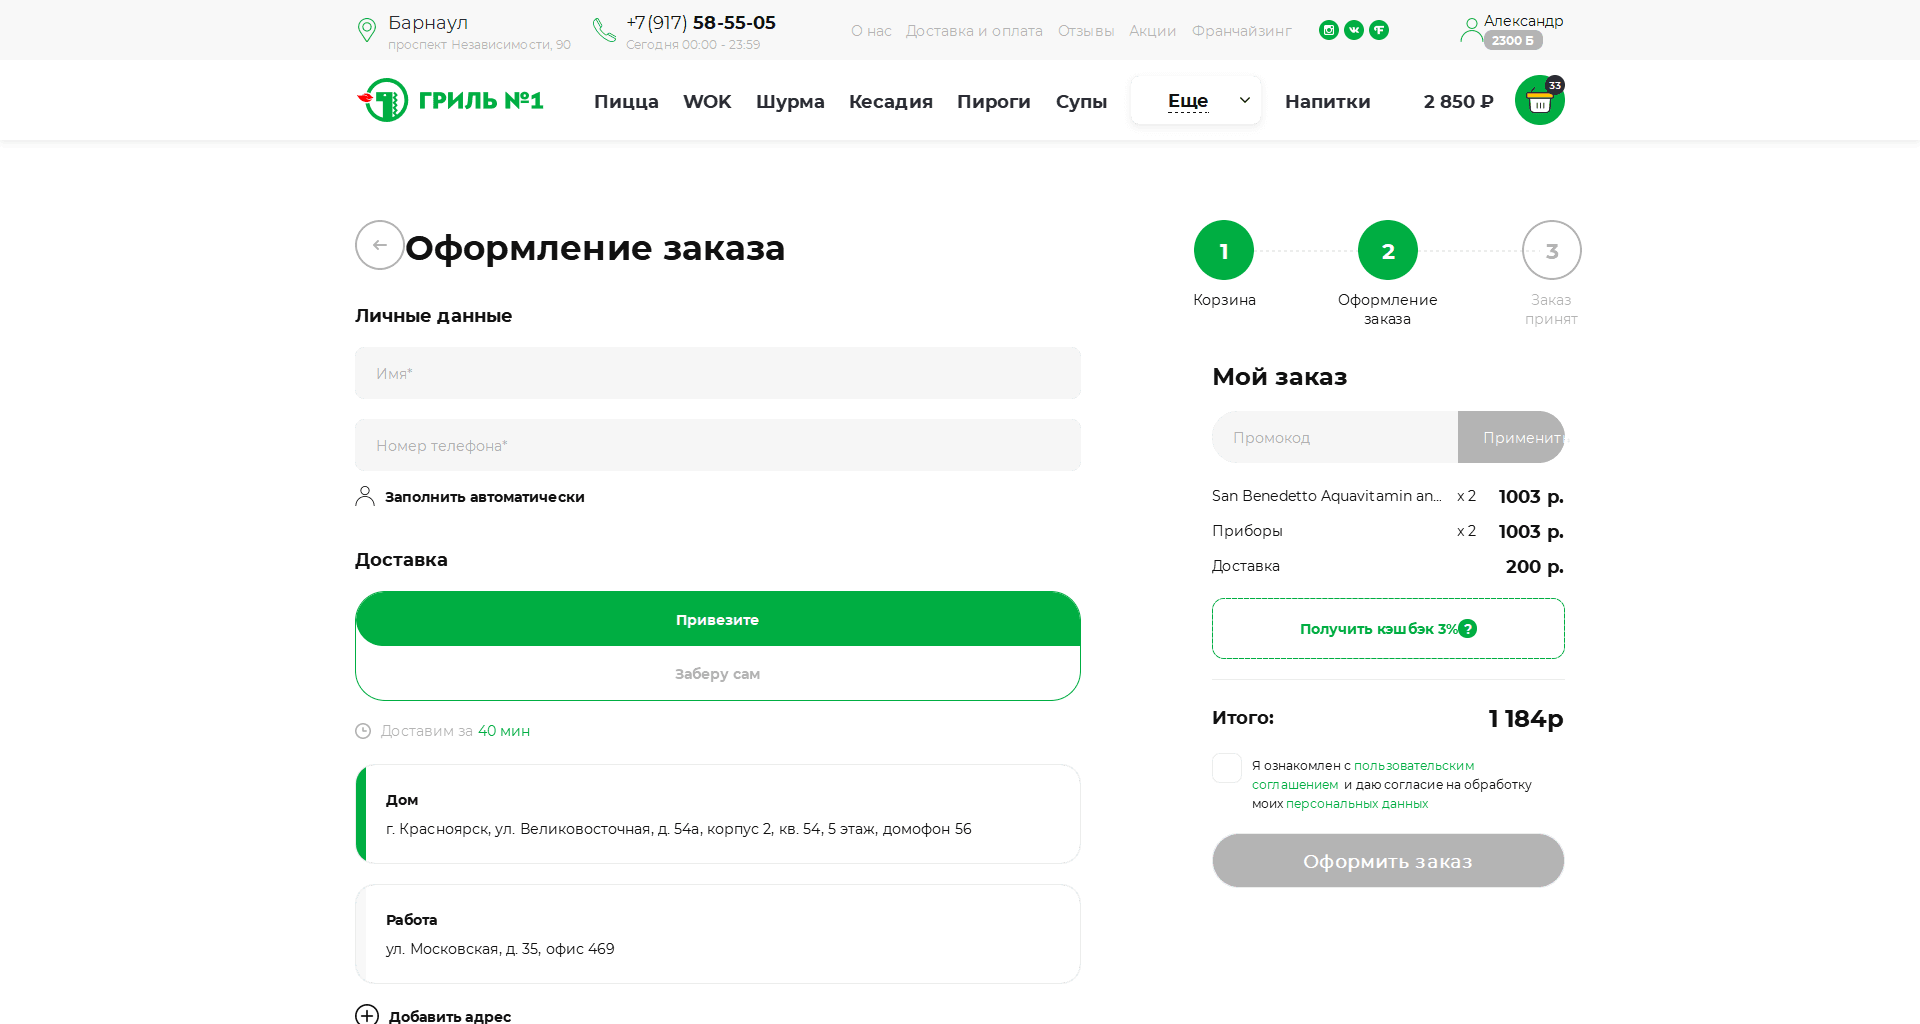 Барнаул
проспект Независимости, 90
+7(917) 58-55-05
Сегодня 00:00 - 23:59
О нас
Доставка и оплата
Отзывы
Акции
Франчайзинг
Александр
2300 Б
ГРИЛЬ №1
Пицца
WOK
Шурма
Кесадия
Пироги
Супы
Еще
Напитки
2 850 ₽
33
Оформление заказа
1
2
3
Корзина
Оформление
заказа
Заказ
принят
Личные данные
Имя*
Номер телефона*
Заполнить автоматически
Доставка
Привезите
Заберу сам
Доставим за 40 мин
Дом
г. Красноярск, ул. Великовосточная, д. 54а, корпус 2, кв. 54, 5 этаж, домофон 56
Работа
ул. Московская, д. 35, офис 469
Добавить адрес
Мой заказ
Промокод
Применить
San Benedetto Aquavitamin an... x 2 1003 р.
Приборы x 2 1003 р.
Доставка 200 р.
Получить кэшбэк 3% ?
Итого: 1 184р
Я ознакомлен с пользовательским
соглашением и даю согласие на обработку
моих персональных данных
Оформить заказ